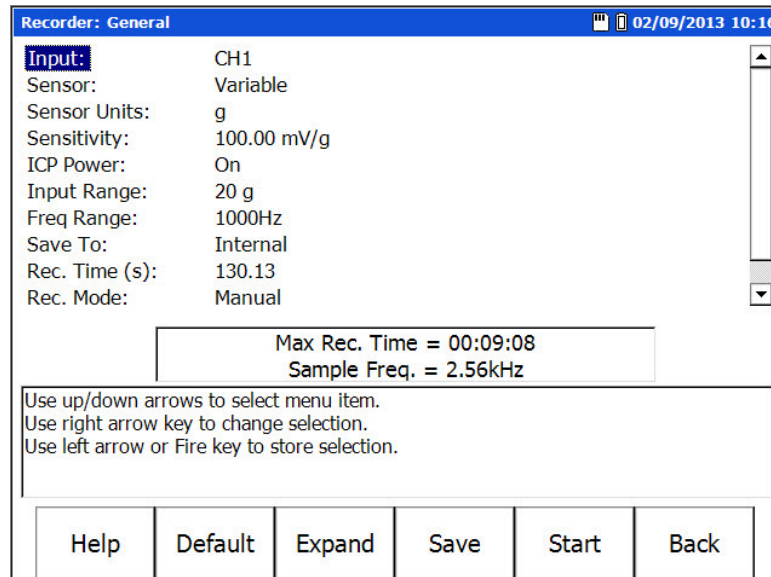 Recorder: General 02/09/2013 10:16
Input: CH1
Sensor: Variable
Sensor Units: g
Sensitivity: 100.00 mV/g
ICP Power: On
Input Range: 20 g
Freq Range: 1000Hz
Save To: Internal
Rec. Time (s): 130.13
Rec. Mode: Manual
Max Rec. Time = 00:09:08
Sample Freq. = 2.56kHz
Use up/down arrows to select menu item.
Use right arrow key to change selection.
Use left arrow or Fire key to store selection.
Help Default Expand Save Start Back